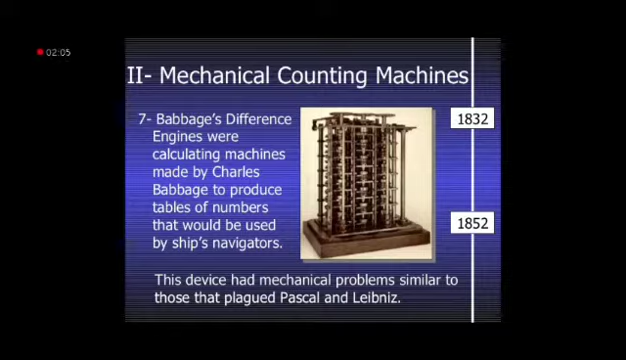 02:05
II- Mechanical Counting Machines
7- Babbage's Difference
Engines were
calculating machines
made by Charles
Babbage to produce
tables of numbers
that would be used
by ship's navigators.
1832
1852
This device had mechanical problems similar to
those that plagued Pascal and Leibniz.